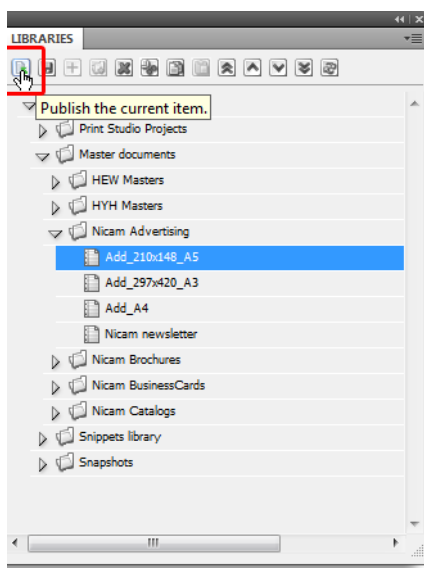 LIBRARIES
Publish the current item.
Print Studio Projects
Master documents
HEW Masters
HYH Masters
Nicam Advertising
Add_210x148_A5
Add_297x420_A3
Add_A4
Nicam newsletter
Nicam Brochures
Nicam BusinessCards
Nicam Catalogs
Snippets library
Snapshots